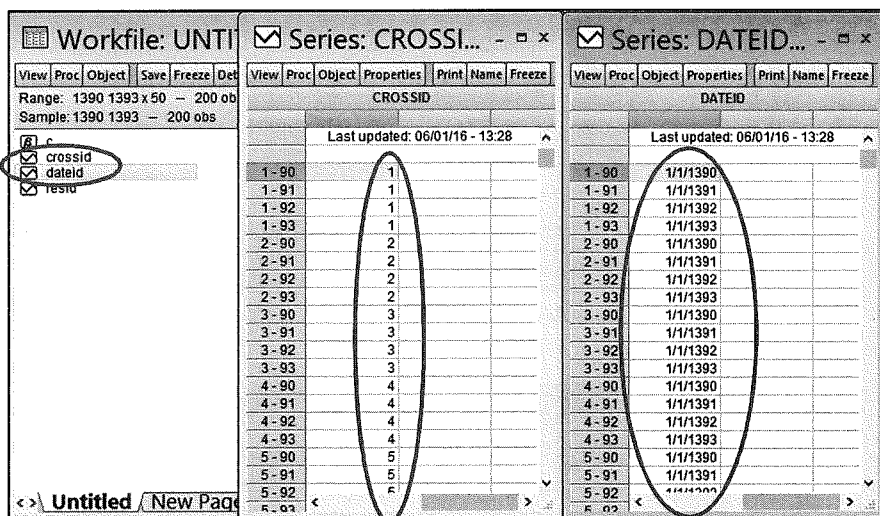 Workfile: UNTI
View Proc Object Save Freeze Det
Range: 1390 1393 x 50 – 200 ob
Sample: 1390 1393 – 200 obs
c
crossid
dateid
resid
<> Untitled New Page
Series: CROSSI... - x
View Proc Object Properties Print Name Freeze
CROSSID
Last updated: 06/01/16 - 13:28
1 - 90 1
1 - 91 1
1 - 92 1
1 - 93 1
2 - 90 2
2 - 91 2
2 - 92 2
2 - 93 2
3 - 90 3
3 - 91 3
3 - 92 3
3 - 93 3
4 - 90 4
4 - 91 4
4 - 92 4
4 - 93 4
5 - 90 5
5 - 91 5
5 - 92 5
5 - 93
Series: DATEID... - x
View Proc Object Properties Print Name Freeze
DATEID
Last updated: 06/01/16 - 13:28
1 - 90 1/1/1390
1 - 91 1/1/1391
1 - 92 1/1/1392
1 - 93 1/1/1393
2 - 90 1/1/1390
2 - 91 1/1/1391
2 - 92 1/1/1392
2 - 93 1/1/1393
3 - 90 1/1/1390
3 - 91 1/1/1391
3 - 92 1/1/1392
3 - 93 1/1/1393
4 - 90 1/1/1390
4 - 91 1/1/1391
4 - 92 1/1/1392
4 - 93 1/1/1393
5 - 90 1/1/1390
5 - 91 1/1/1391
5 - 92 1/1/1392
5 - 93